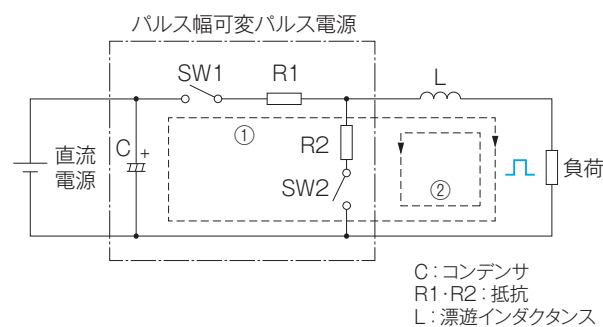 パルス幅可変パルス電源
SW1
R1
L
①
C
+
R2
直流
電源
SW2
②
負荷
C：コンデンサ
R1・R2：抵抗
L：漂遊インダクタンス